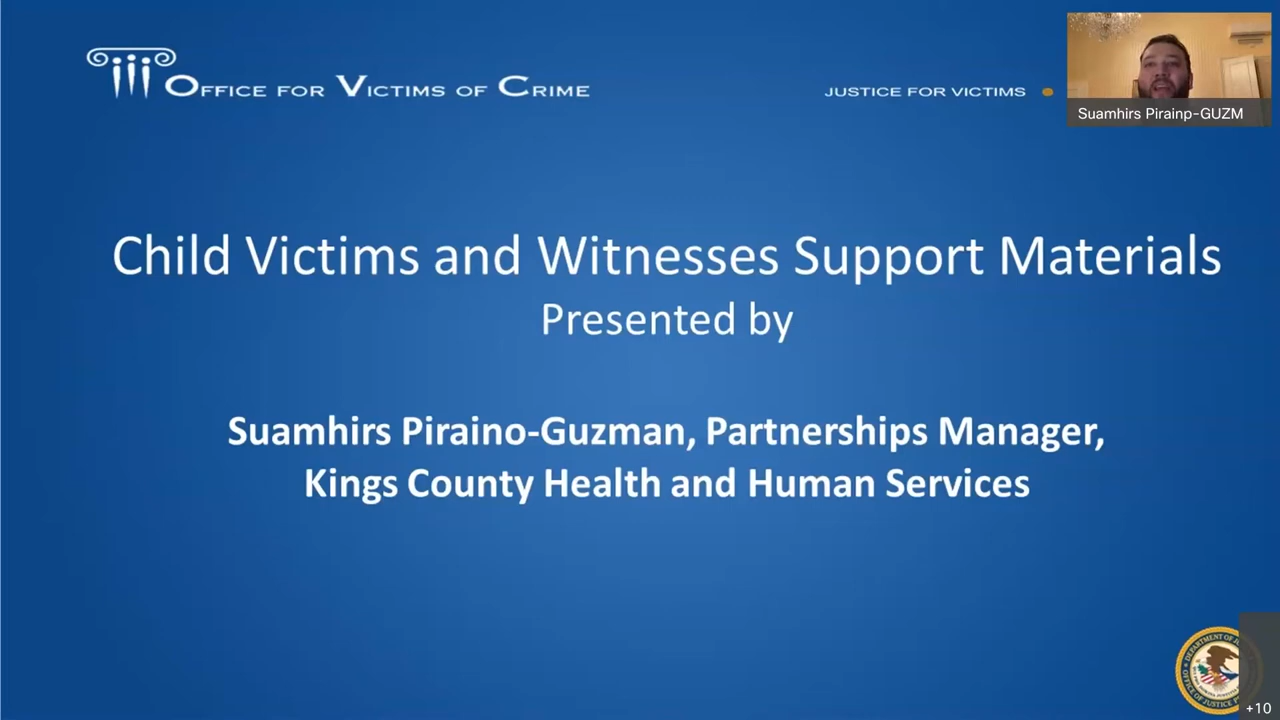 OFFICE FOR VICTIMS OF CRIME
JUSTICE FOR VICTIMS
Suamhirs Pirainp-GUZM
Child Victims and Witnesses Support Materials
Presented by
Suamhirs Piraino-Guzman, Partnerships Manager,
Kings County Health and Human Services
+10